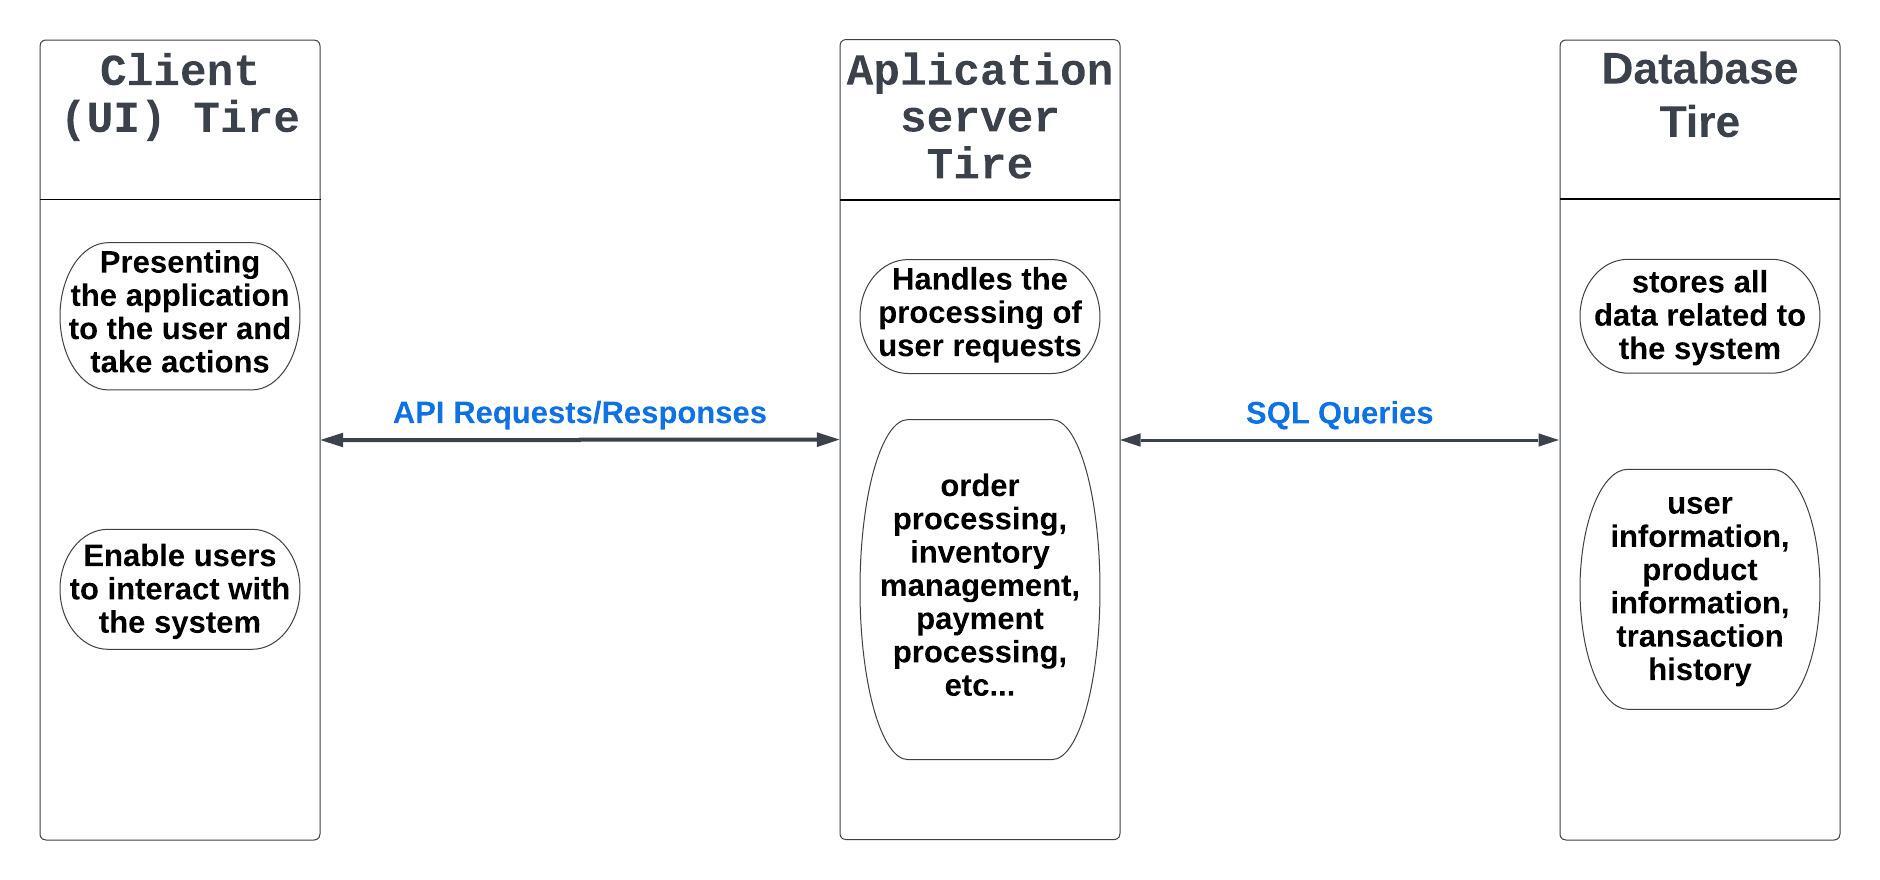 Client
(UI) Tire
Presenting
the application
to the user and
take actions
Enable users
to interact with
the system
API Requests/Responses
Aplication
server
Tire
Handles the
processing of
user requests
order
processing,
inventory
management,
payment
processing,
etc...
SQL Queries
Database
Tire
stores all
data related to
the system
user
information,
product
information,
transaction
history